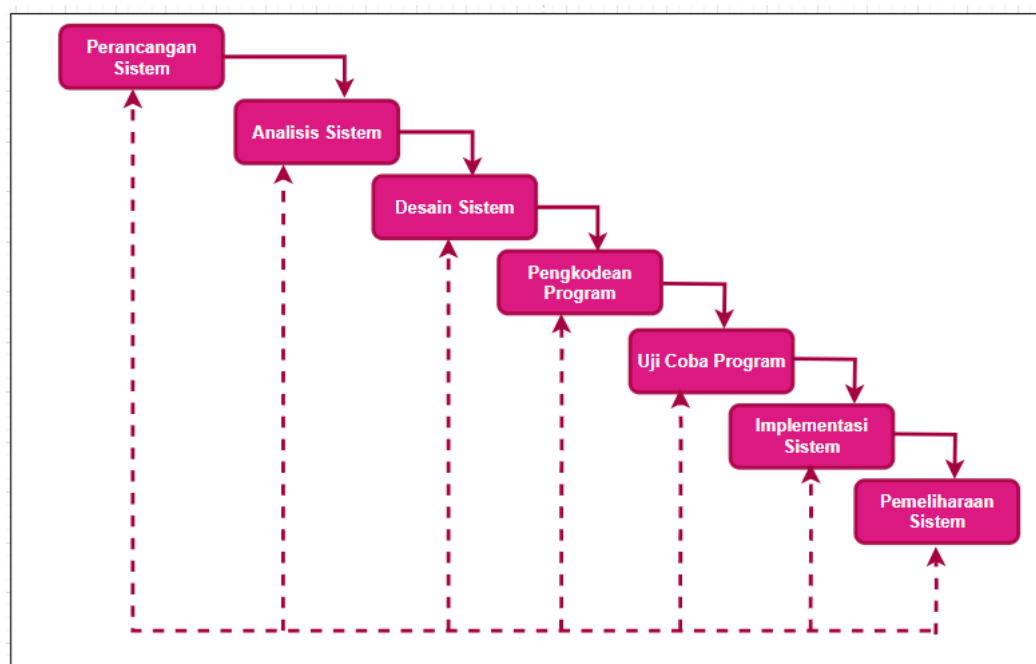 Perancangan
Sistem
Analisis Sistem
Desain Sistem
Pengkodean
Program
Uji Coba Program
Implementasi
Sistem
Pemeliharaan
Sistem